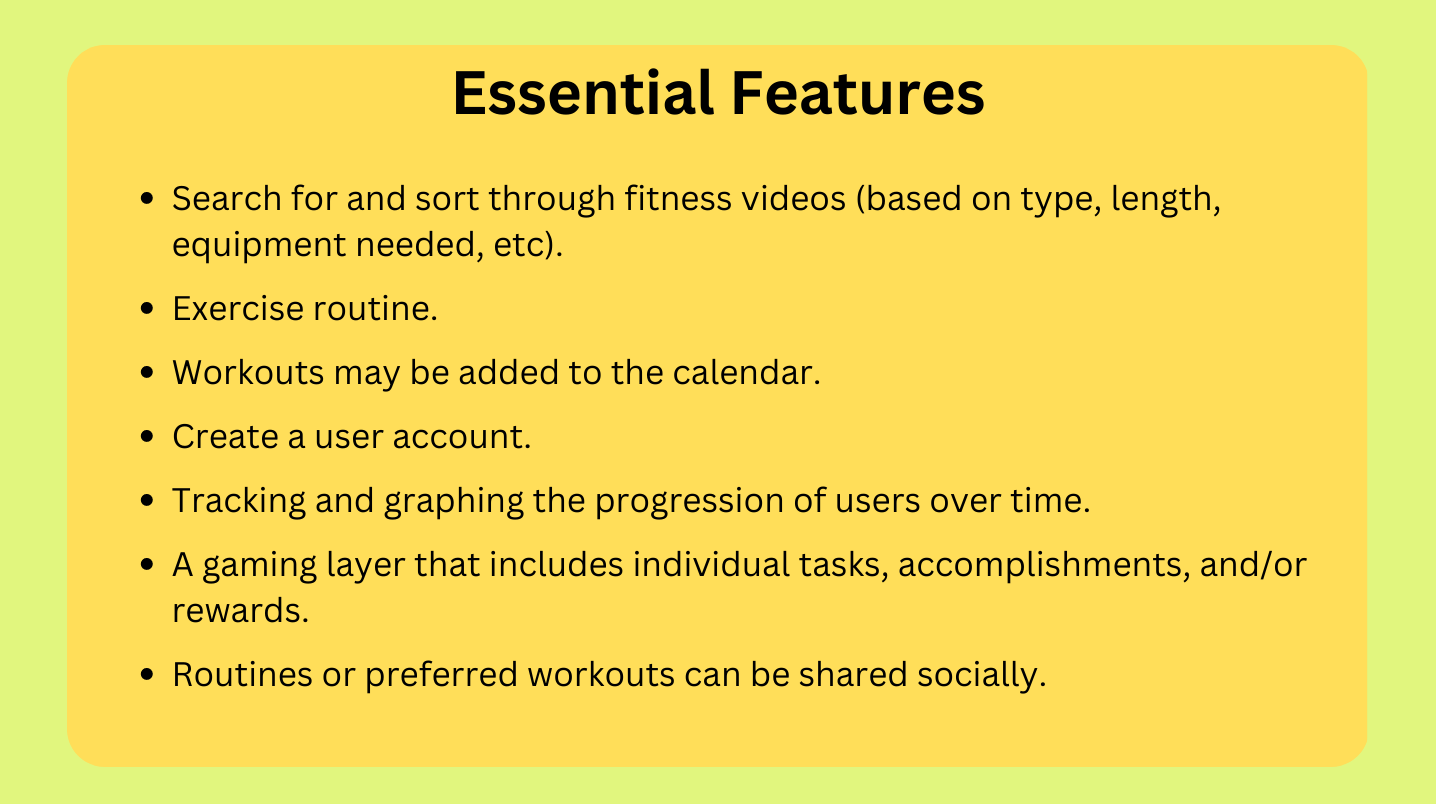 Essential Features
• Search for and sort through fitness videos (based on type, length,
equipment needed, etc).
• Exercise routine.
• Workouts may be added to the calendar.
• Create a user account.
• Tracking and graphing the progression of users over time.
• A gaming layer that includes individual tasks, accomplishments, and/or
rewards.
• Routines or preferred workouts can be shared socially.